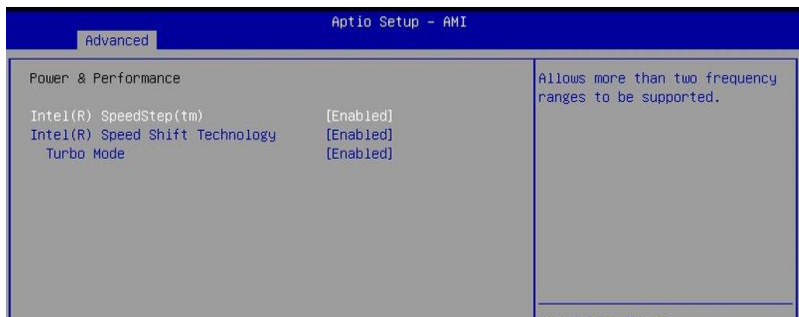 Aptio Setup - AMI
Advanced
Power & Performance
Intel(R) SpeedStep(tm) [Enabled]
Intel(R) Speed Shift Technology [Enabled]
Turbo Mode [Enabled]
Allows more than two frequency
ranges to be supported.